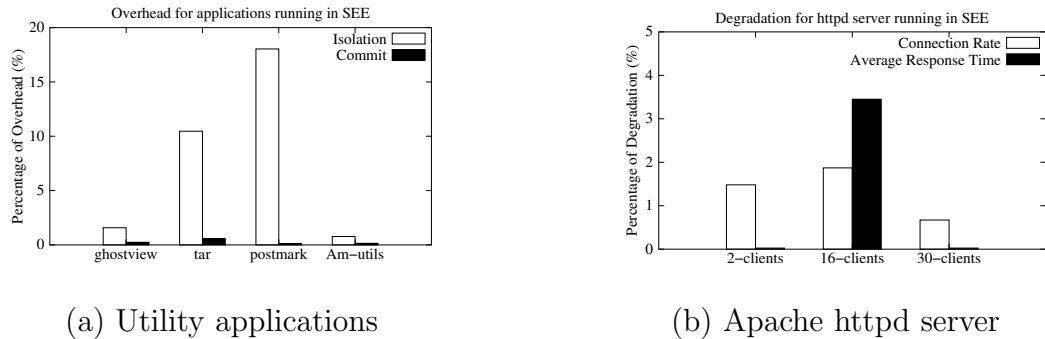 Overhead for applications running in SEE
Percentage of Overhead (%)
20
15
10
5
0
Isolation
Commit
ghostview tar postmark Am−utils
(a) Utility applications
Degradation for httpd server running in SEE
Percentage of Degradation (%)
5
4
3
2
1
0
Connection Rate
Average Response Time
2−clients 16−clients 30−clients
(b) Apache httpd server